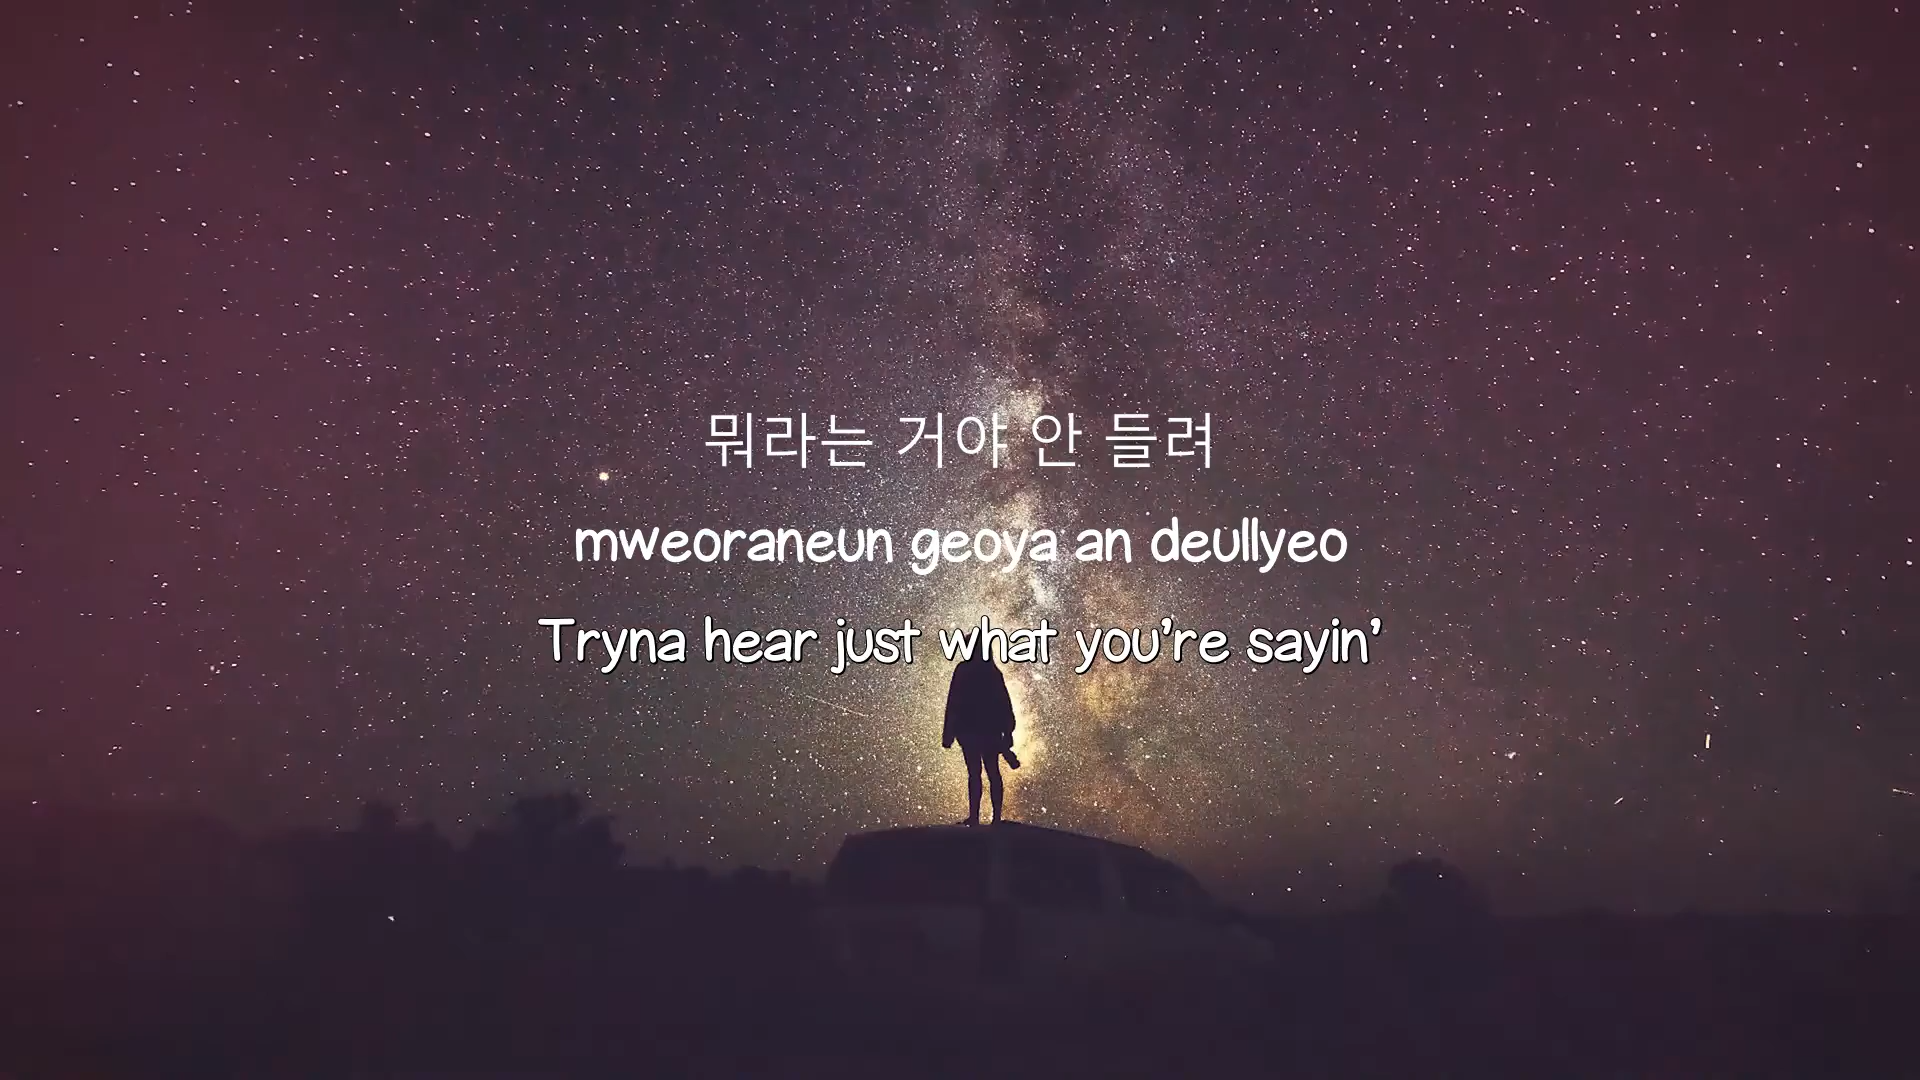 뭐라는 거야 안 들려
mweoraneun geoya an deullyeo
Tryna hear just what you're sayin'